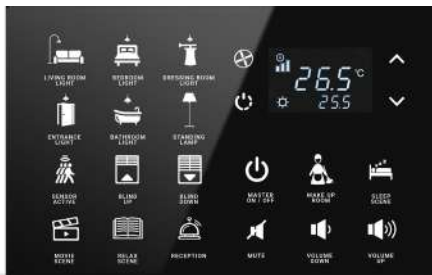 LIVING ROOM
LIGHT
BEDROOM
LIGHT
DRESSING ROOM
LIGHT
26.5 °C
25.5
ENTRANCE
LIGHT
BATHROOM
LIGHT
STANDING
LAMP
SENSOR
ACTIVE
BLIND
UP
BLIND
DOWN
MASTER
ON / OFF
MAKE UP
ROOM
SLEEP
SCENE
MOVIE
SCENE
RELAX
SCENE
RECEPTION
MUTE
VOLUME
DOWN
VOLUME
UP